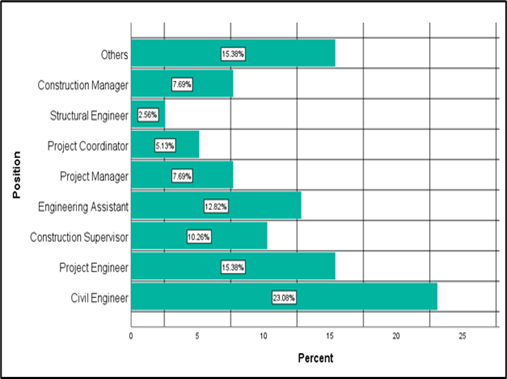 Position
Others
15.38%
Construction Manager
7.69%
Structural Engineer
2.56%
Project Coordinator
5.13%
Project Manager
7.69%
Engineering Assistant
12.82%
Construction Supervisor
10.26%
Project Engineer
15.38%
Civil Engineer
23.08%
0 5 10 15 20 25
Percent